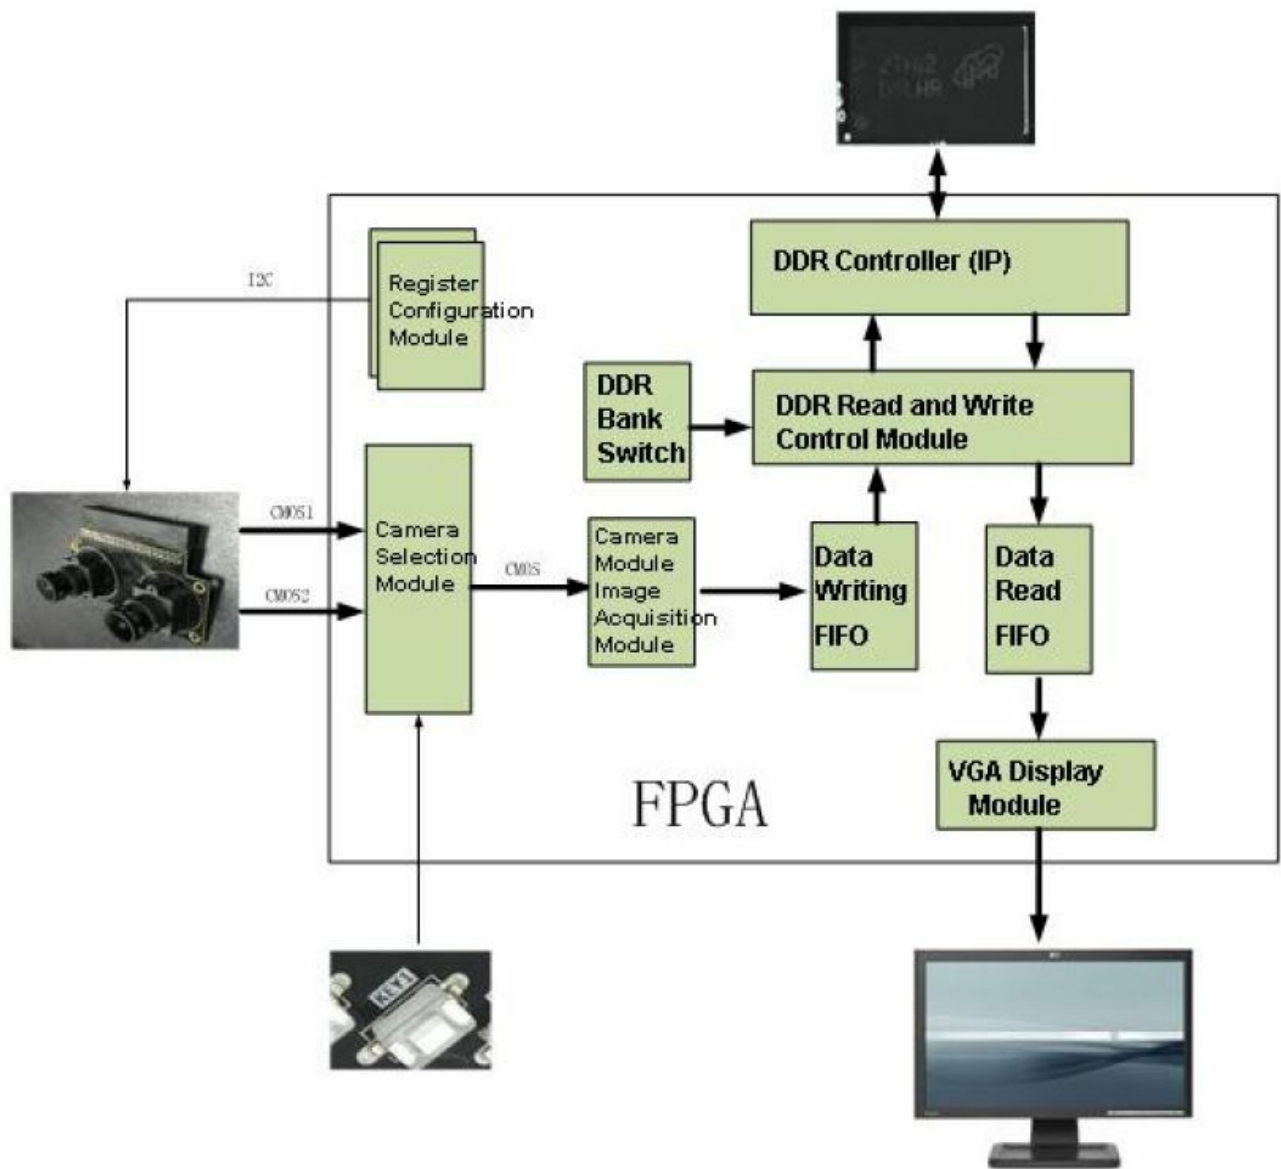 DDR Controller (IP)
I2C
Register
Configuration
Module
DDR
Bank
Switch
DDR Read and Write
Control Module
CMOS1
CMOS2
Camera
Selection
Module
CMOS
Camera
Module
Image
Acquisition
Module
Data
Writing
FIFO
Data
Read
FIFO
VGA Display
Module
FPGA
KEY1